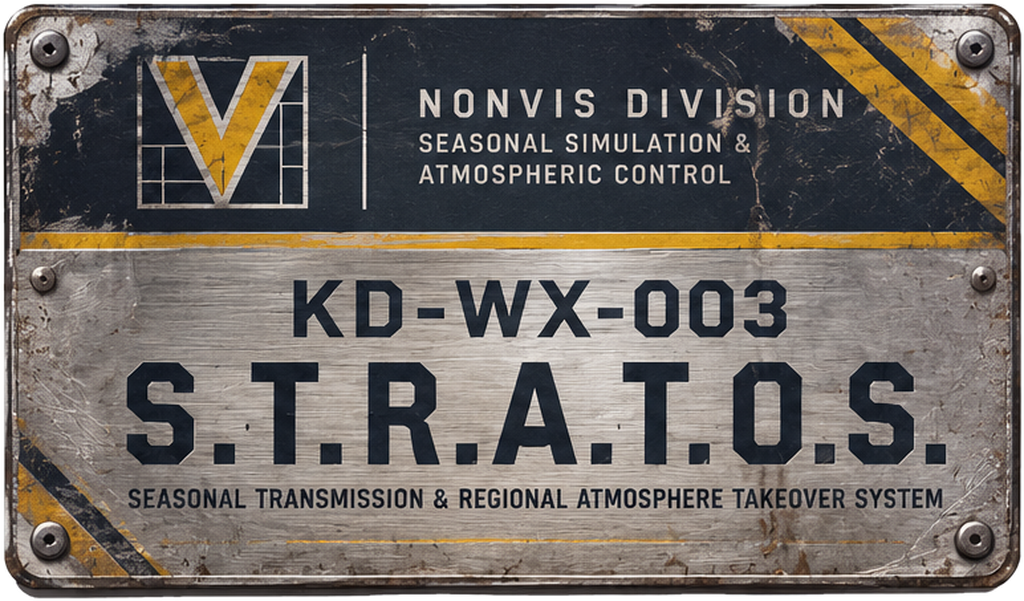 V
NONVIS DIVISION
SEASONAL SIMULATION &
ATMOSPHERIC CONTROL
KD-WX-003
S.T.R.A.T.O.S.
SEASONAL TRANSMISSION & REGIONAL ATMOSPHERE TAKEOVER SYSTEM